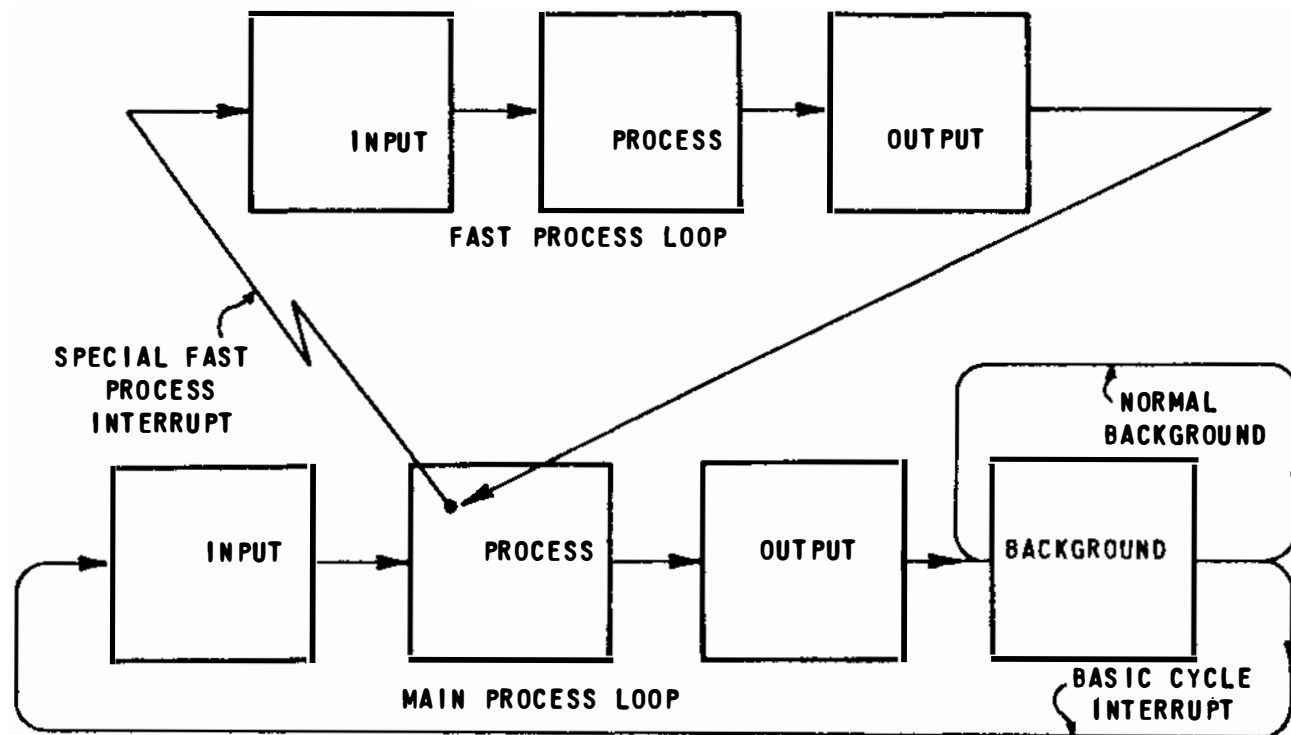 INPUT
PROCESS
OUTPUT
FAST PROCESS LOOP
SPECIAL FAST
PROCESS
INTERRUPT
NORMAL
BACKGROUND
INPUT
PROCESS
OUTPUT
BACKGROUND
MAIN PROCESS LOOP
BASIC CYCLE
INTERRUPT